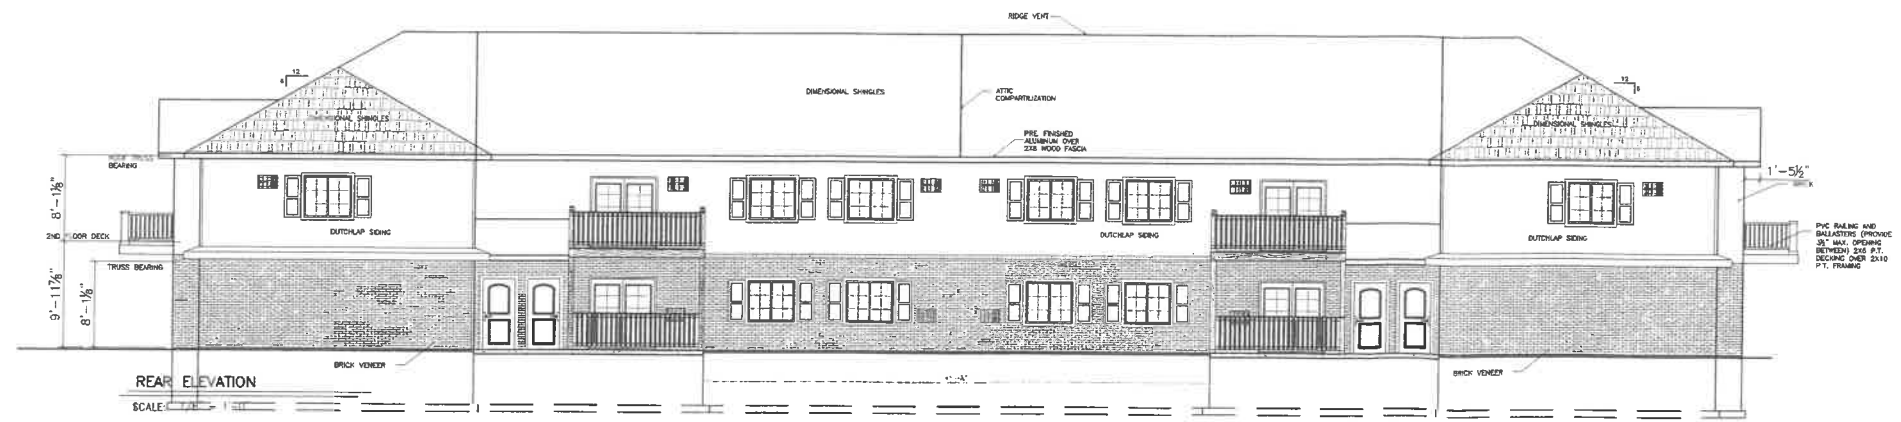 RIDGE VENT
12
6
12
6
DIMENSIONAL SHINGLES
ATTIC
COMPARTILIZATION
DIMENSIONAL SHINGLES
DIMENSIONAL SHINGLES
PRE FINISHED
ALUMINUM OVER
2X8 WOOD FASCIA
BEARING
1'-5½"
8'-1⅛"
DUTCHLAP SIDING
DUTCHLAP SIDING
DUTCHLAP SIDING
2ND FLOOR DECK
PVC RAILING AND
BALLASTERS (PROVIDE
3½" MAX. OPENING
BETWEEN) 2X6 P.T.
DECKING OVER 2X10
P.T. FRAMING
TRUSS BEARING
9'-11⅞"
8'-1⅛"
BRICK VENEER
BRICK VENEER
REAR ELEVATION
SCALE: